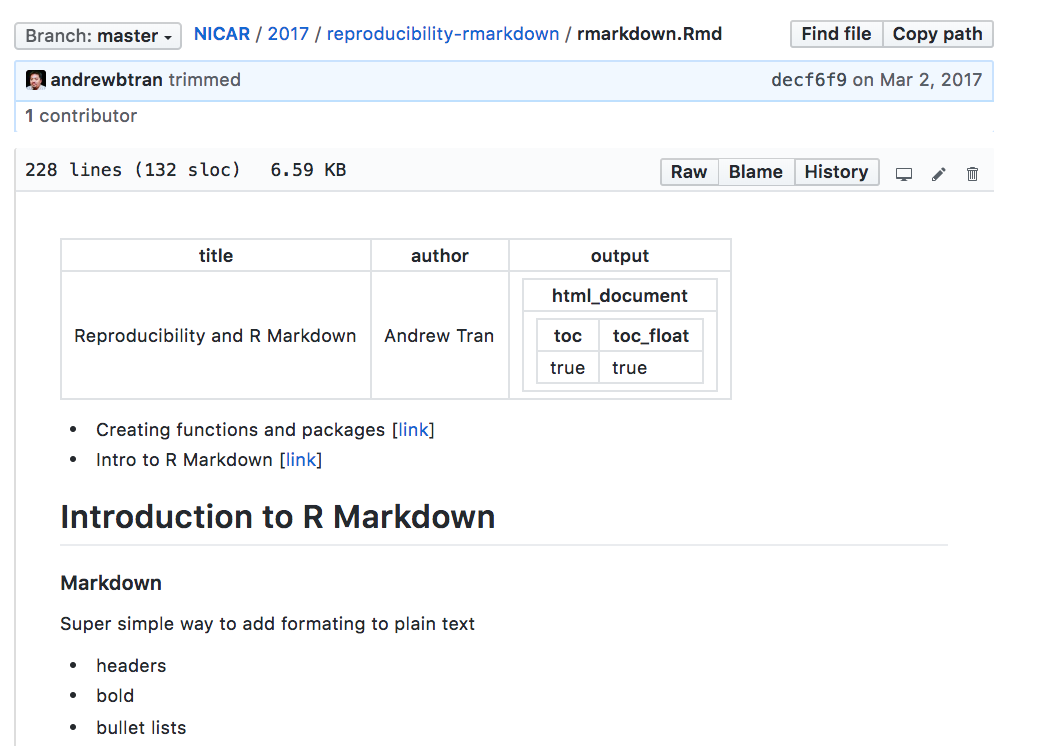 Branch: master NICAR / 2017 / reproducibility-rmarkdown / rmarkdown.Rmd Find file Copy path
andrewbtran trimmed decf6f9 on Mar 2, 2017
1 contributor
228 lines (132 sloc) 6.59 KB Raw Blame History
title author output
html_document
toc toc_float
Reproducibility and R Markdown Andrew Tran
true true
• Creating functions and packages [link]
• Intro to R Markdown [link]
Introduction to R Markdown
Markdown
Super simple way to add formating to plain text
• headers
• bold
• bullet lists